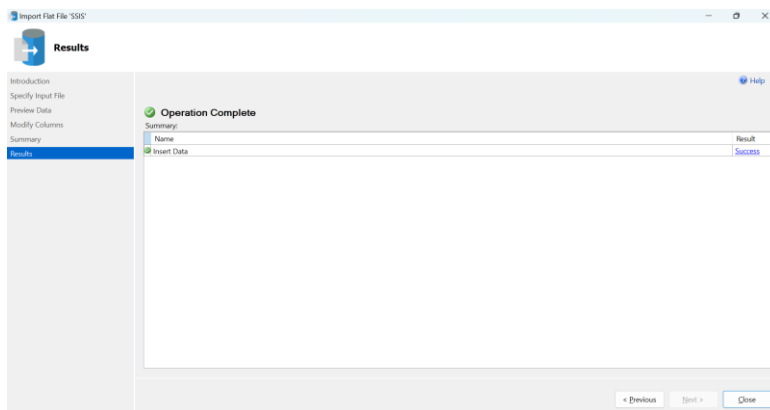 Import Flat File 'SSIS'
Results
Introduction
Specify Input File
Preview Data
Modify Columns
Summary
Results
Help
Operation Complete
Summary:
Name Result
Insert Data Success
< Previous Next > Close